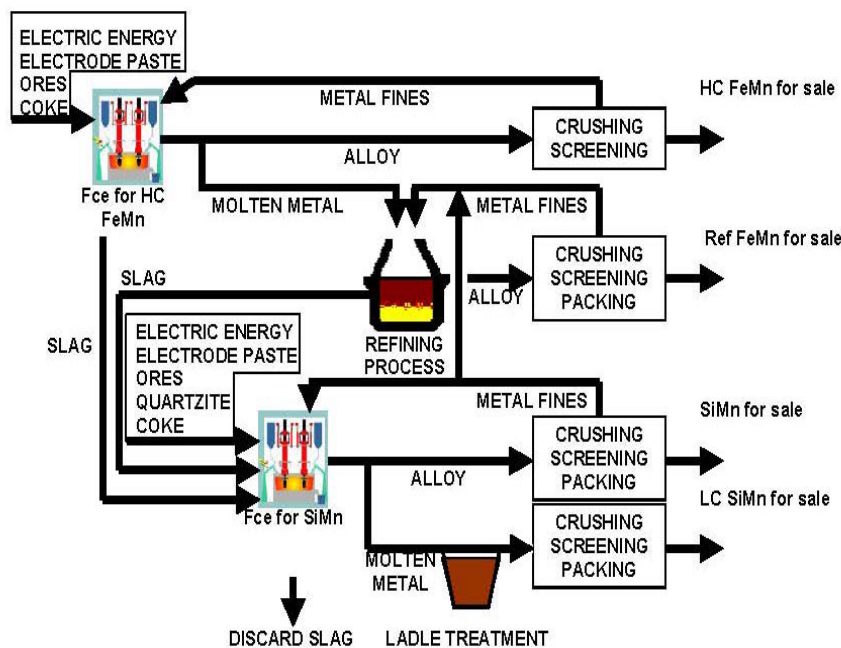 ELECTRIC ENERGY
ELECTRODE PASTE
ORES
COKE
METAL FINES
HC FeMn for sale
CRUSHING
SCREENING
ALLOY
Fce for HC
FeMn
MOLTEN METAL
METAL FINES
Ref FeMn for sale
CRUSHING
SCREENING
PACKING
SLAG
ALLOY
SLAG
REFINING
PROCESS
ELECTRIC ENERGY
ELECTRODE PASTE
ORES
QUARTZITE
COKE
METAL FINES
SiMn for sale
CRUSHING
SCREENING
PACKING
ALLOY
LC SiMn for sale
Fce for SiMn
CRUSHING
SCREENING
PACKING
MOLTEN
METAL
DISCARD SLAG
LADLE TREATMENT